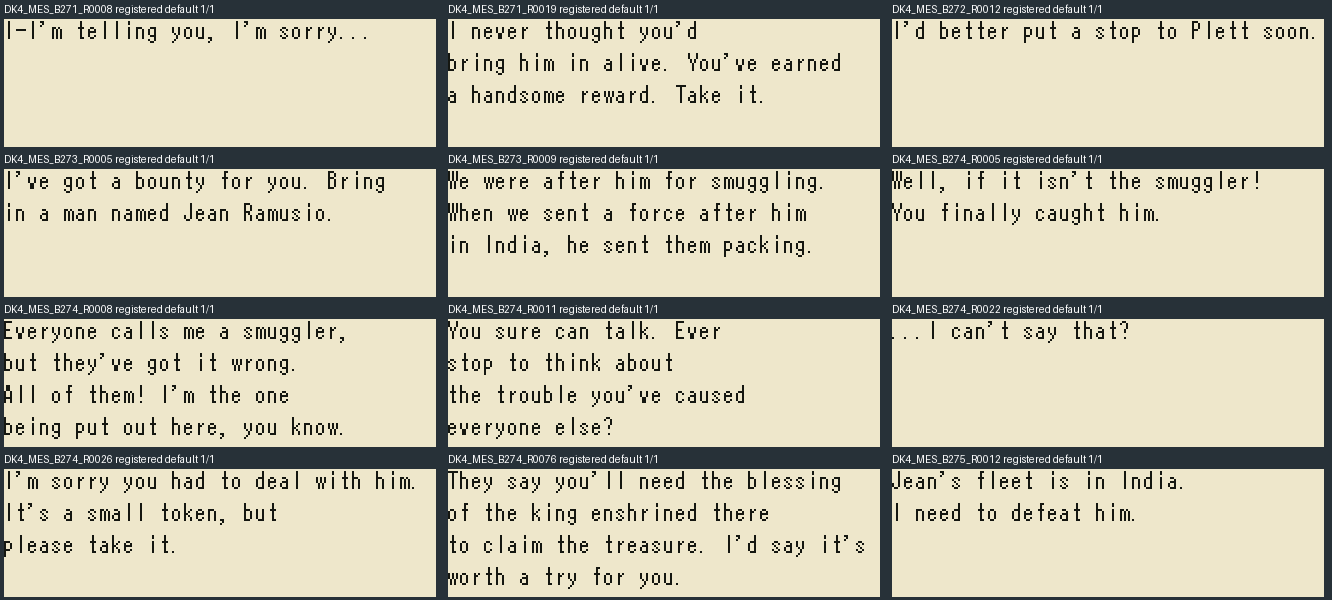 DK4_MES_B271_R0008 registered default 1/1
I-I'm telling you, I'm sorry...
DK4_MES_B271_R0019 registered default 1/1
I never thought you'd
bring him in alive. You've earned
a handsome reward. Take it.
DK4_MES_B272_R0012 registered default 1/1
I'd better put a stop to Plett soon.
DK4_MES_B273_R0005 registered default 1/1
I've got a bounty for you. Bring
in a man named Jean Ramusio.
DK4_MES_B273_R0009 registered default 1/1
We were after him for smuggling.
When we sent a force after him
in India, he sent them packing.
DK4_MES_B274_R0005 registered default 1/1
Well, if it isn't the smuggler!
You finally caught him.
DK4_MES_B274_R0008 registered default 1/1
Everyone calls me a smuggler,
but they've got it wrong.
All of them! I'm the one
being put out here, you know.
DK4_MES_B274_R0011 registered default 1/1
You sure can talk. Ever
stop to think about
the trouble you've caused
everyone else?
DK4_MES_B274_R0022 registered default 1/1
...I can't say that?
DK4_MES_B274_R0026 registered default 1/1
I'm sorry you had to deal with him.
It's a small token, but
please take it.
DK4_MES_B274_R0076 registered default 1/1
They say you'll need the blessing
of the king enshrined there
to claim the treasure. I'd say it's
worth a try for you.
DK4_MES_B275_R0012 registered default 1/1
Jean's fleet is in India.
I need to defeat him.